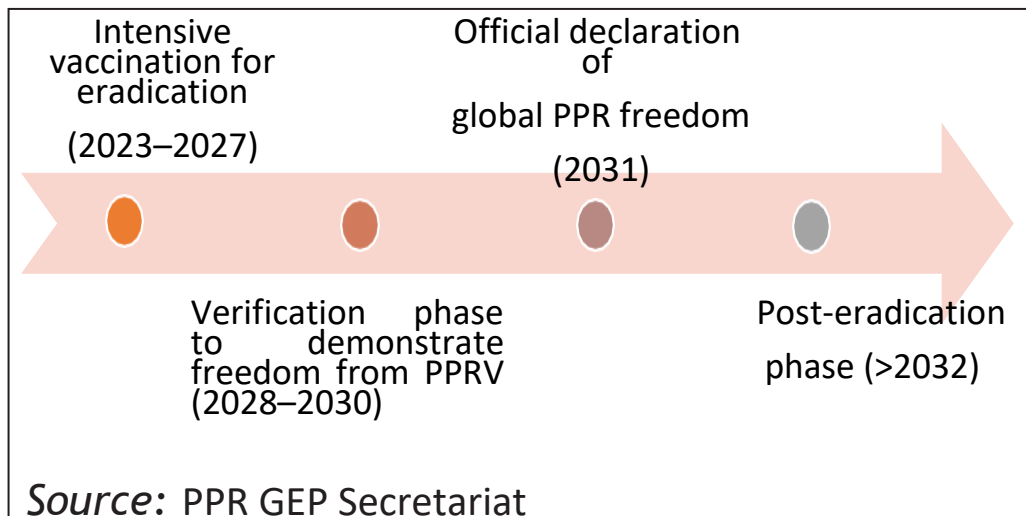 Intensive
vaccination for
eradication
(2023–2027)
Official declaration
of
global PPR freedom
(2031)
Verification phase
to demonstrate
freedom from PPRV
(2028–2030)
Post-eradication
phase (>2032)
Source: PPR GEP Secretariat